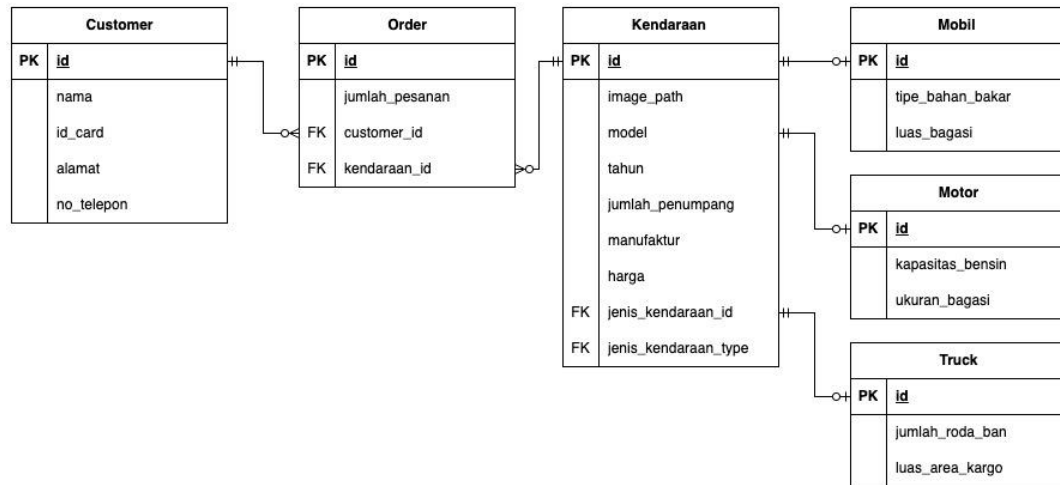 Customer
PK id
nama
id_card
alamat
no_telepon
Order
PK id
jumlah_pesanan
FK customer_id
FK kendaraan_id
Kendaraan
PK id
image_path
model
tahun
jumlah_penumpang
manufaktur
harga
FK jenis_kendaraan_id
FK jenis_kendaraan_type
Mobil
PK id
tipe_bahan_bakar
luas_bagasi
Motor
PK id
kapasitas_bensin
ukuran_bagasi
Truck
PK id
jumlah_roda_ban
luas_area_kargo